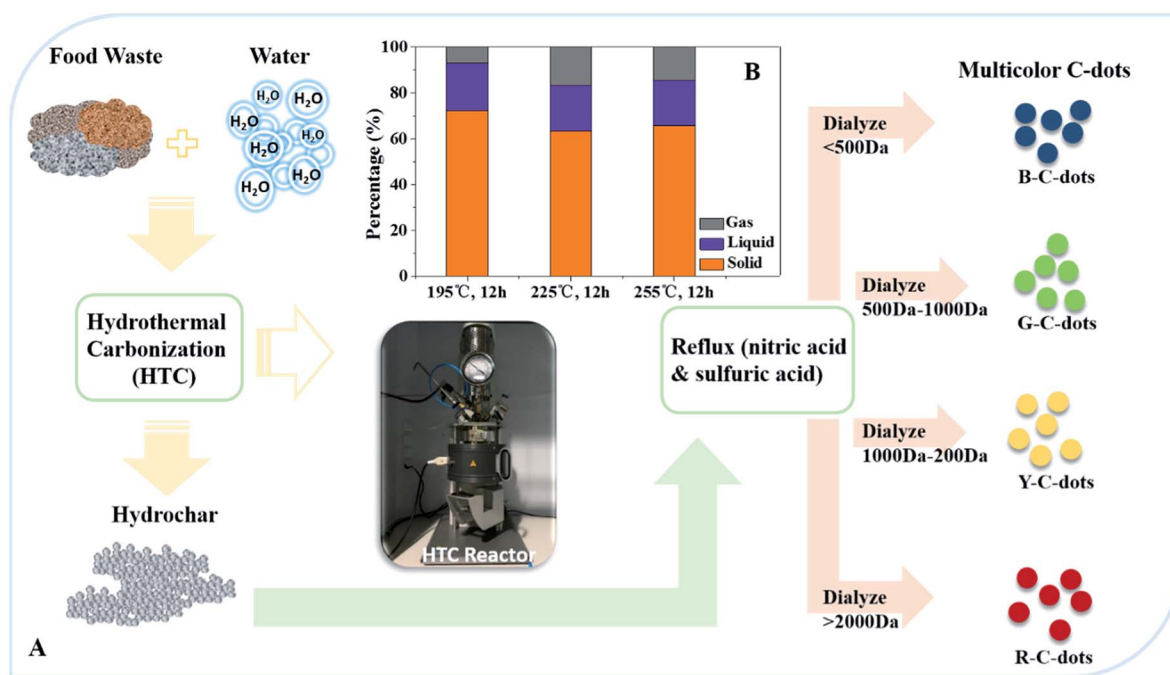 Food Waste
Water
H₂O
H₂O
H₂O
H₂O
H₂O
H₂O
H₂O
Hydrothermal
Carbonization
(HTC)
Hydrochar
A
B
100
80
60
40
20
0
Percentage (%)
Gas
Liquid
Solid
195℃, 12h
225℃, 12h
255℃, 12h
HTC Reactor
Reflux (nitric acid
& sulfuric acid)
Multicolor C-dots
Dialyze
<500Da
B-C-dots
Dialyze
500Da-1000Da
G-C-dots
Dialyze
1000Da-200Da
Y-C-dots
Dialyze
>2000Da
R-C-dots